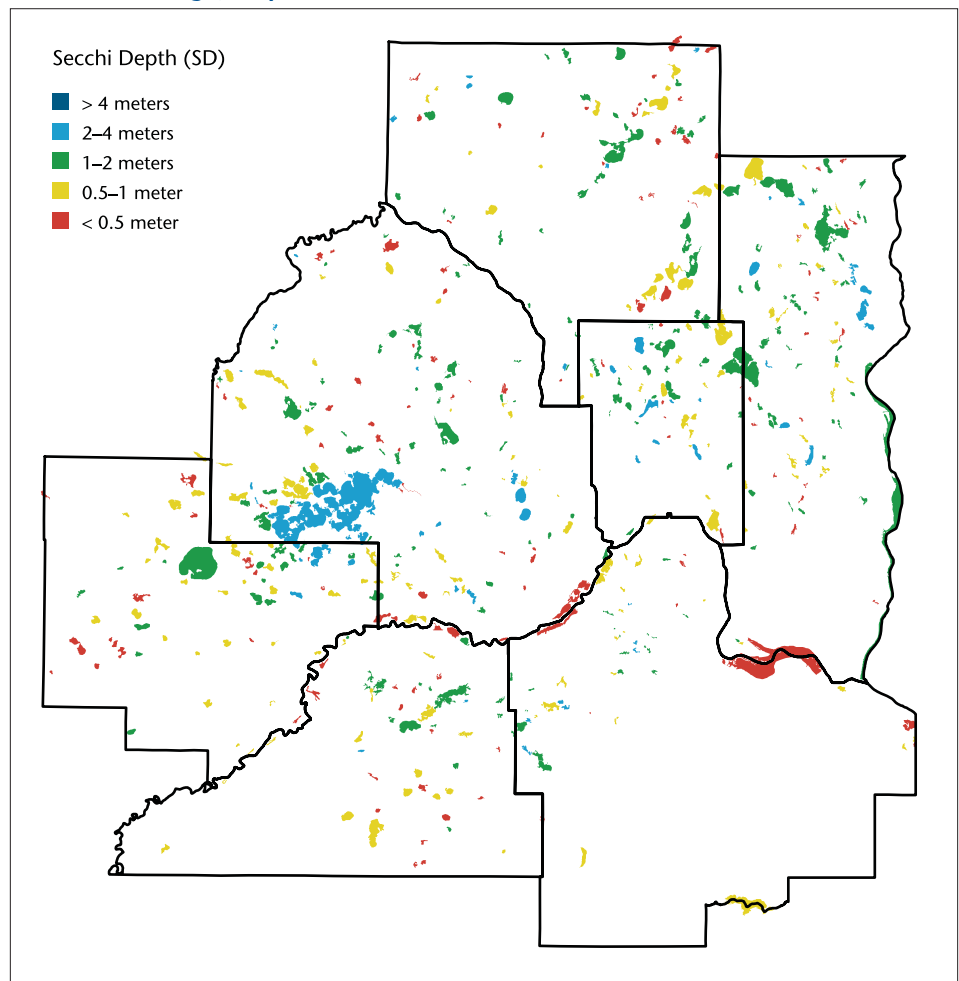 Secchi Depth (SD)
> 4 meters
2–4 meters
1–2 meters
0.5–1 meter
< 0.5 meter